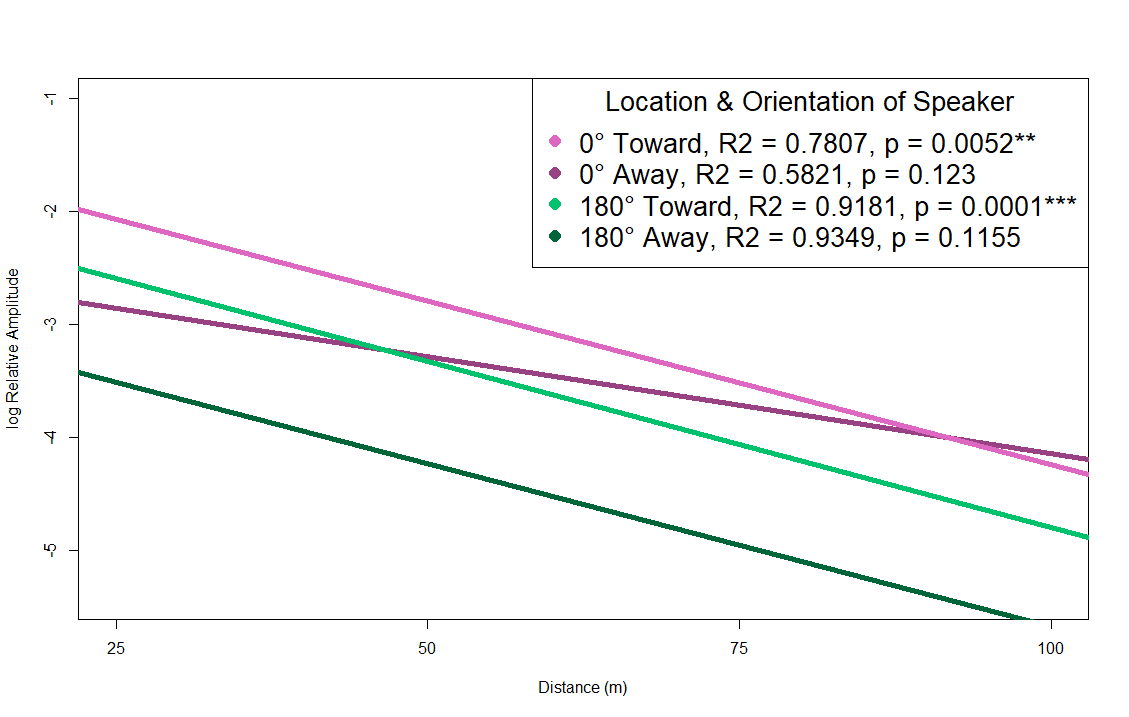 Location & Orientation of Speaker
0° Toward, R2 = 0.7807, p = 0.0052**
0° Away, R2 = 0.5821, p = 0.123
180° Toward, R2 = 0.9181, p = 0.0001***
180° Away, R2 = 0.9349, p = 0.1155
log Relative Amplitude
-1
-2
-3
-4
-5
25 50 75 100
Distance (m)